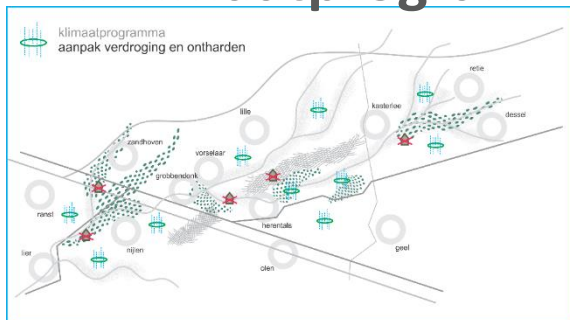 klimaatprogramma
aanpak verdroging en ontharden
retie
lille
kasterlee
dessel
zandhoven
vorselaar
grobbendonk
ranst
herentals
nijlen
geel
lier
olen